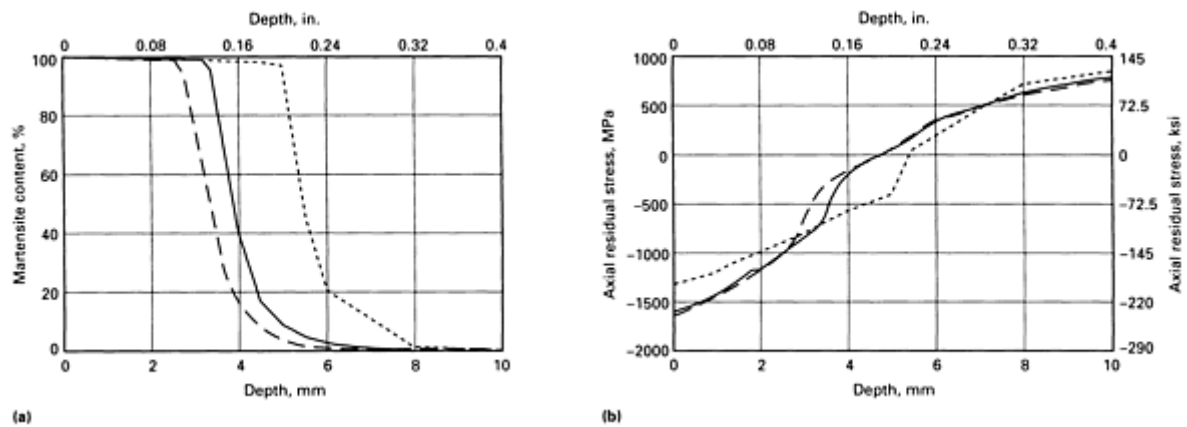 Depth, in.
0 0.08 0.16 0.24 0.32 0.4
100
80
60
40
20
0
Martensite content, %
0 2 4 6 8 10
Depth, mm
(a)
Depth, in.
0 0.08 0.16 0.24 0.32 0.4
1000 145
500 72.5
0 0
-500 -72.5
-1000 -145
-1500 -220
-2000 -290
Axial residual stress, MPa
Axial residual stress, ksi
0 2 4 6 8 10
Depth, mm
(b)